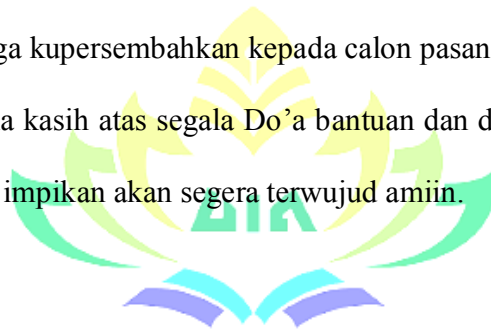 ga kupersembahkan kepada calon pasan
a kasih atas segala Do’a bantuan dan d
impikan akan segera terwujud amiin.